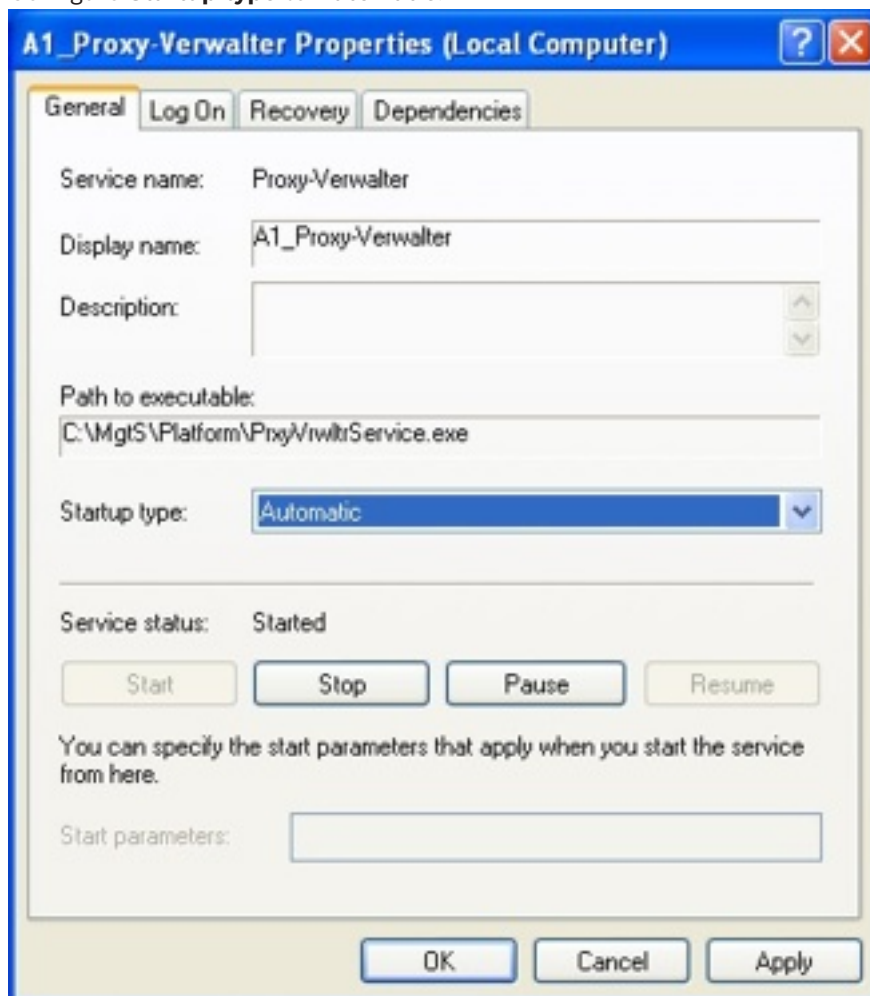 A1_Proxy-Verwalter Properties (Local Computer)
General Log On Recovery Dependencies
Service name: Proxy-Verwalter
Display name: A1_Proxy-Verwalter
Description:
Path to executable:
C:\MgtS\Platform\PrxyVrwltrService.exe
Startup type: Automatic
Service status: Started
Start Stop Pause Resume
You can specify the start parameters that apply when you start the service
from here.
Start parameters:
OK Cancel Apply